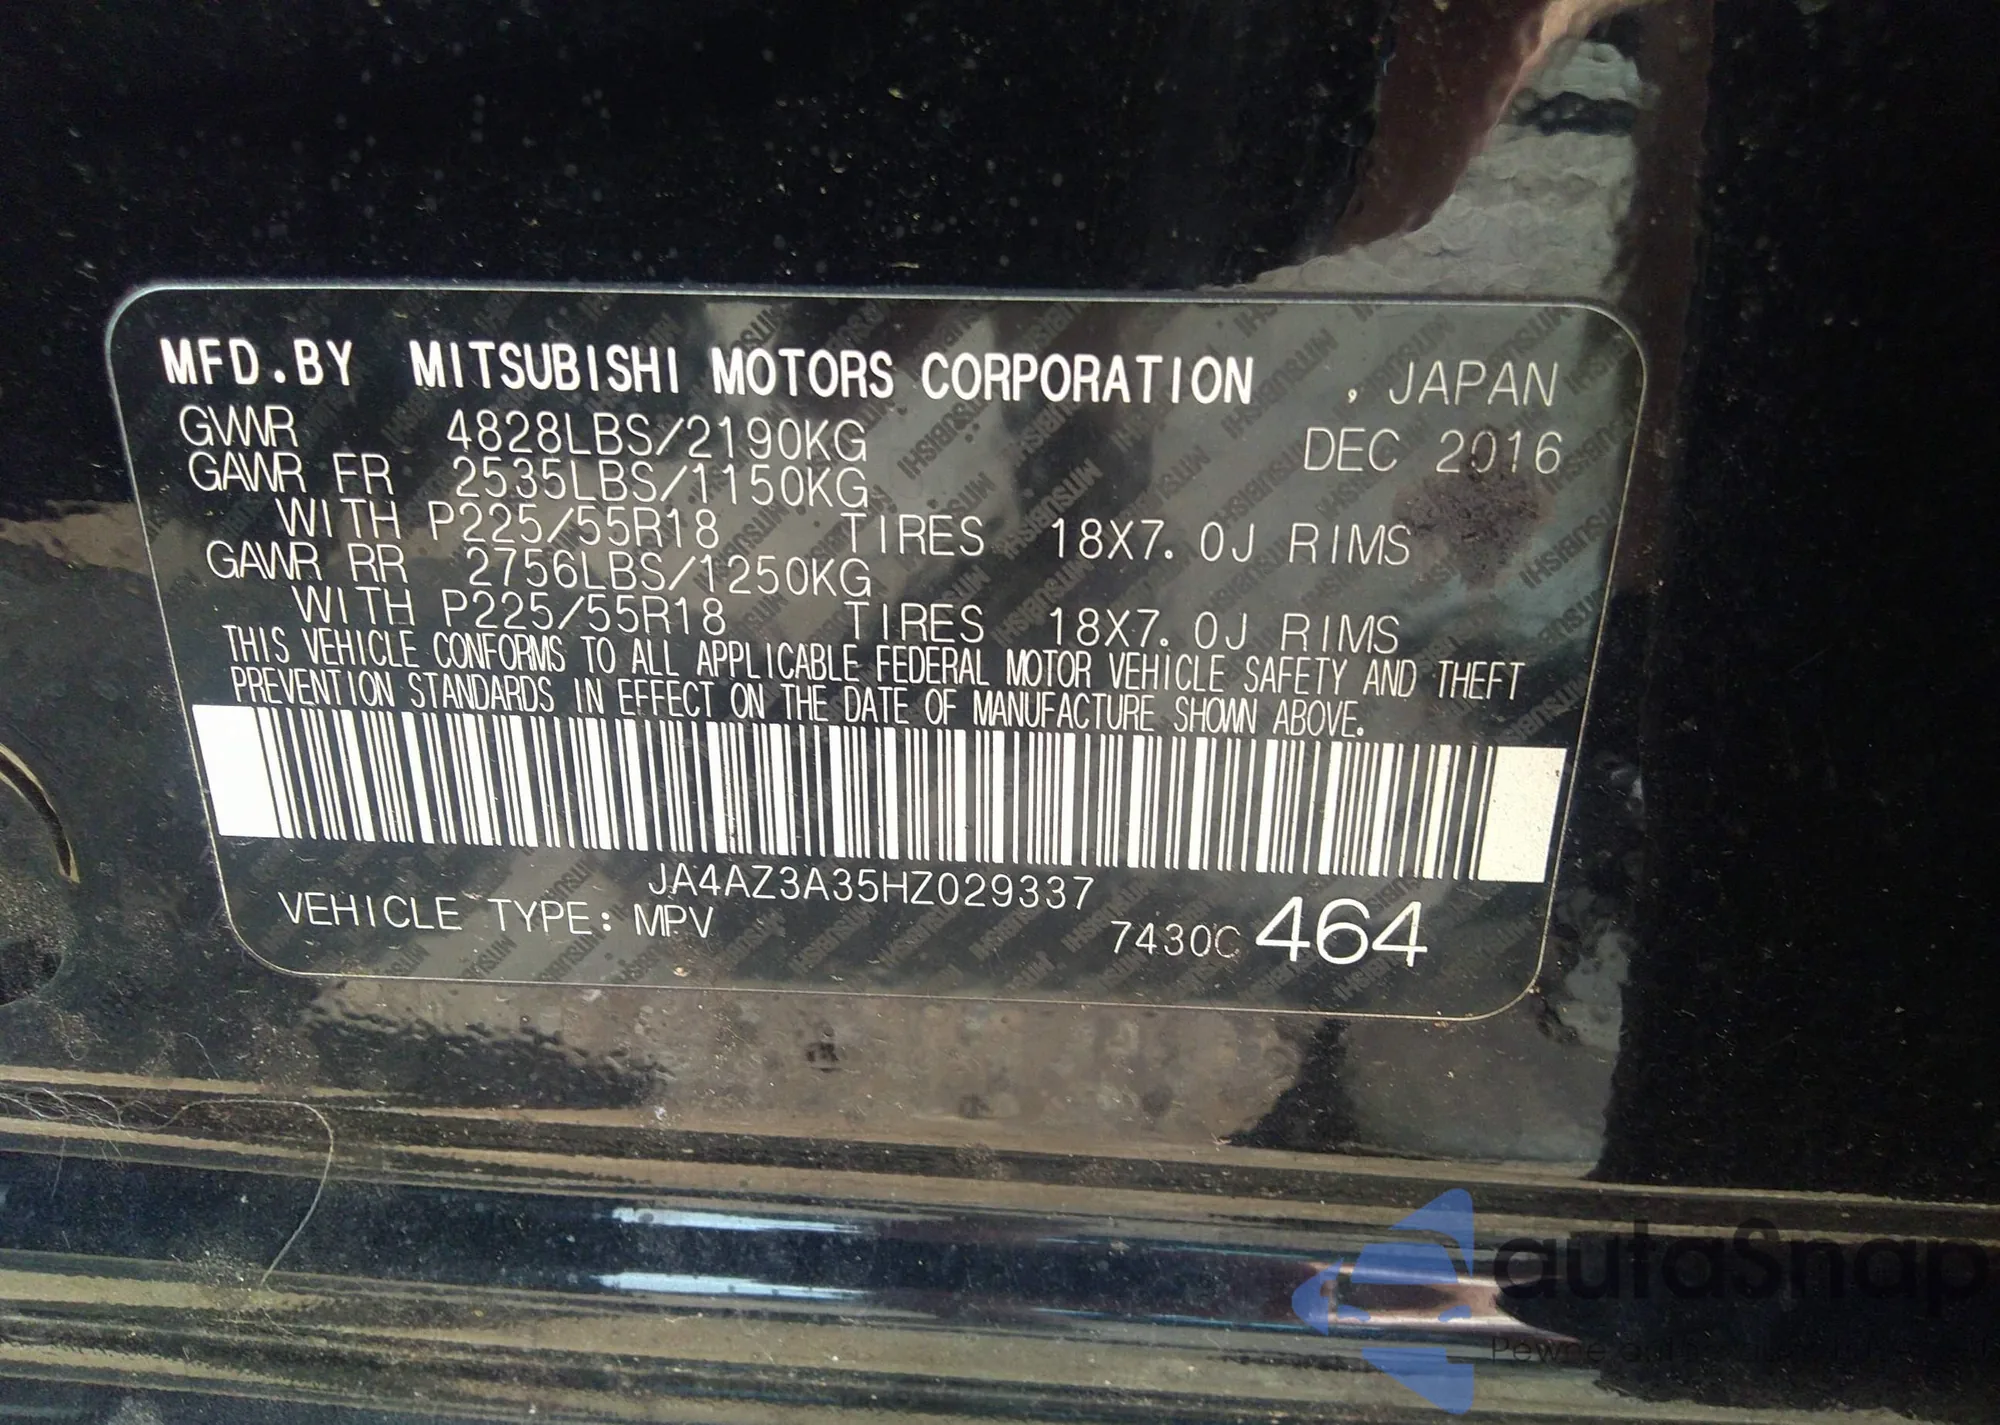 MFD.BY MITSUBISHI MOTORS CORPORATION , JAPAN
GVWR 4828LBS/2190KG DEC 2016
GAWR FR 2535LBS/1150KG
WITH P225/55R18 TIRES 18X7.0J RIMS
GAWR RR 2756LBS/1250KG
WITH P225/55R18 TIRES 18X7.0J RIMS
THIS VEHICLE CONFORMS TO ALL APPLICABLE FEDERAL MOTOR VEHICLE SAFETY AND THEFT
PREVENTION STANDARDS IN EFFECT ON THE DATE OF MANUFACTURE SHOWN ABOVE.
JA4AZ3A35HZ029337
VEHICLE TYPE: MPV 7430C 464
autaSnap
Pewne